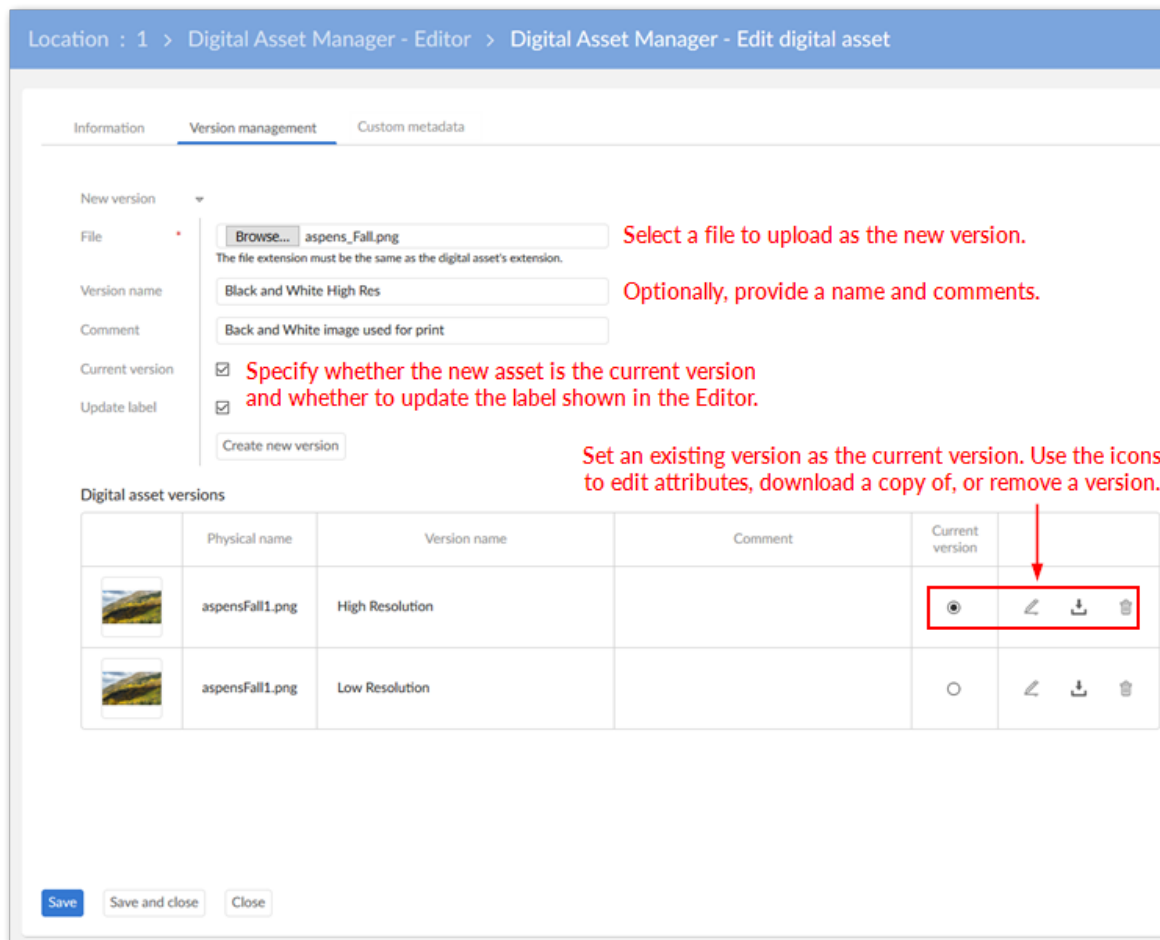 Location : 1 > Digital Asset Manager - Editor > Digital Asset Manager - Edit digital asset
Information Version management Custom metadata
New version
File * Browse... aspens_Fall.png Select a file to upload as the new version.
The file extension must be the same as the digital asset's extension.
Version name Black and White High Res Optionally, provide a name and comments.
Comment Back and White image used for print
Current version Specify whether the new asset is the current version
and whether to update the label shown in the Editor.
Update label
Create new version
Set an existing version as the current version. Use the icons
to edit attributes, download a copy of, or remove a version.
Digital asset versions
Physical name Version name Comment Current
version
aspensFall1.png High Resolution
aspensFall1.png Low Resolution
Save Save and close Close